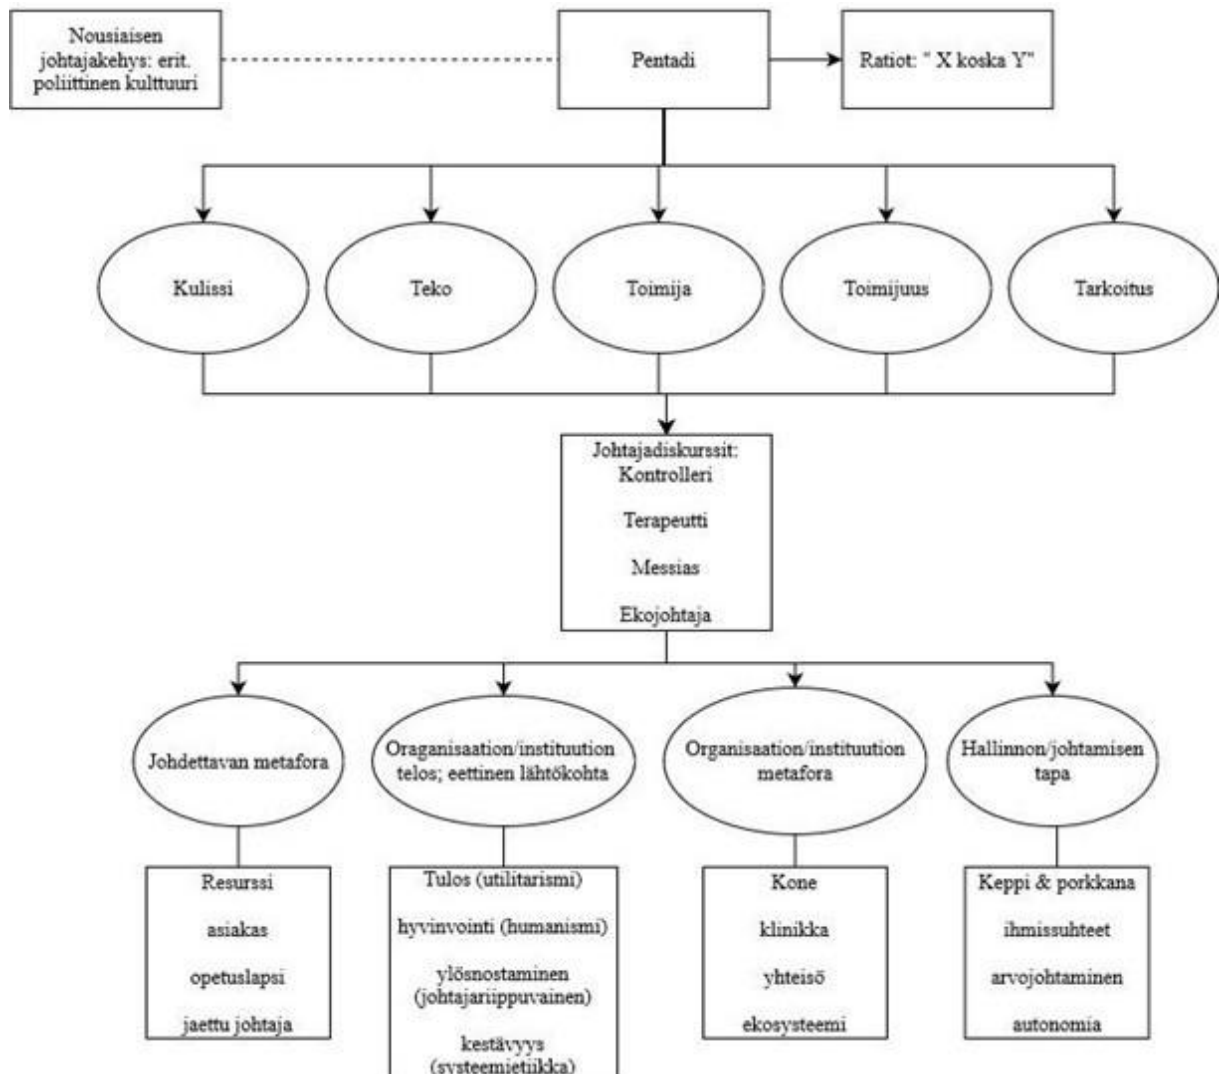 Nousiaisen
johtajakehys: erit.
poliittinen kulttuuri
Pentadi
Ratiot: " X koska Y"
Kulissi
Teko
Toimija
Toimijuus
Tarkoitus
Johtajadiskurssit:
Kontrolleri
Terapeutti
Messias
Ekojohtaja
Johdettavan metafora
Oraganisaation/instituution
telos; eettinen lähtökohta
Organisaation/instituution
metafora
Hallinnon/johtamisen
tapa
Resurssi
asiakas
opetuslapsi
jaettu johtaja
Tulos (utilitarismi)
hyvinvointi (humanismi)
ylösnostaminen
(johtajariippuvainen)
kestävyys
(systeemietiikka)
Kone
klinikka
yhteisö
ekosysteemi
Keppi & porkkana
ihmissuhteet
arvojohtaminen
autonomia